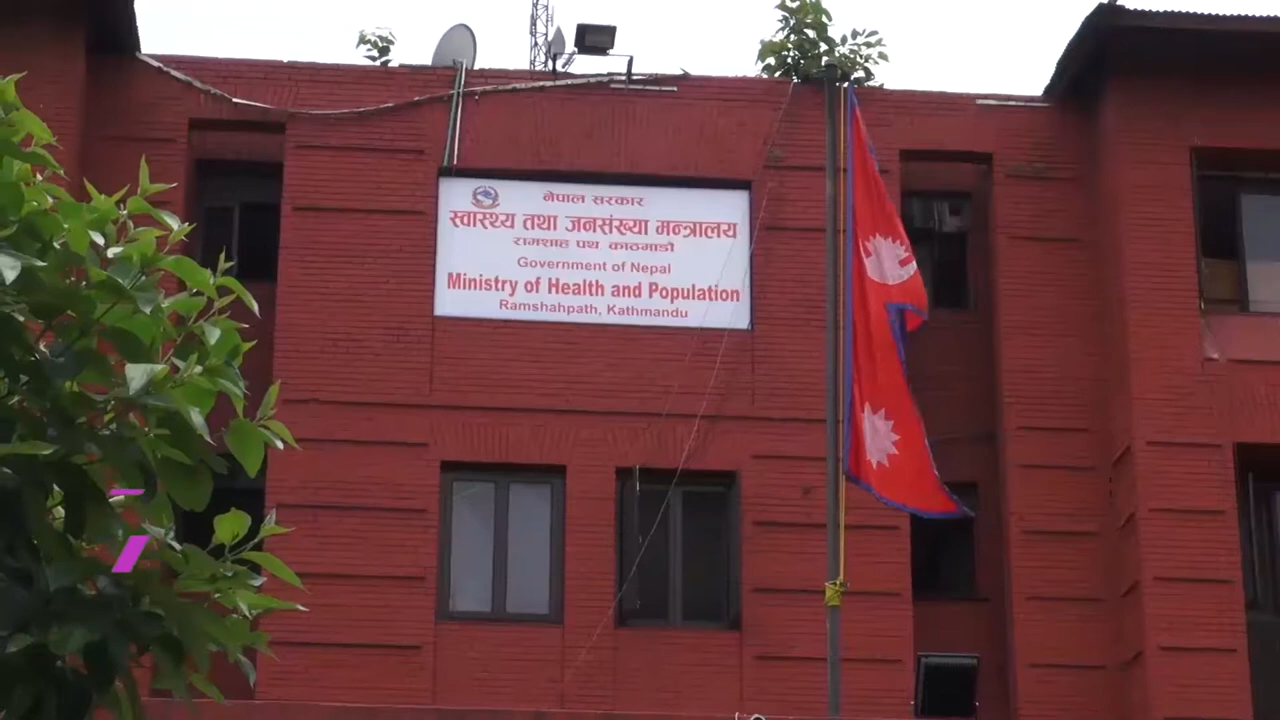 नेपाल सरकार
स्वास्थ्य तथा जनसंख्या मन्त्रालय
रामशाह पथ काठमाडौं
Government of Nepal
Ministry of Health and Population
Ramshahpath, Kathmandu